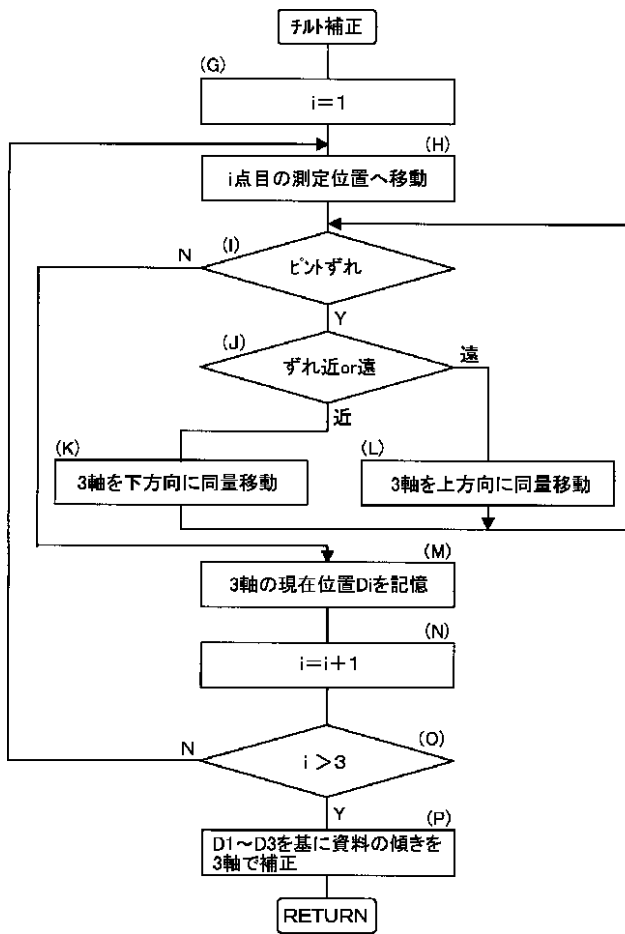 チルト補正
(G)
i=1
(H)
i点目の測定位置へ移動
(I)
N
ピントずれ
Y
(J)
ずれ近or遠
遠
近
(K)
3軸を下方向に同量移動
(L)
3軸を上方向に同量移動
(M)
3軸の現在位置Diを記憶
(N)
i=i+1
N
(O)
i>3
Y
(P)
D1~D3を基に資料の傾きを
3軸で補正
RETURN